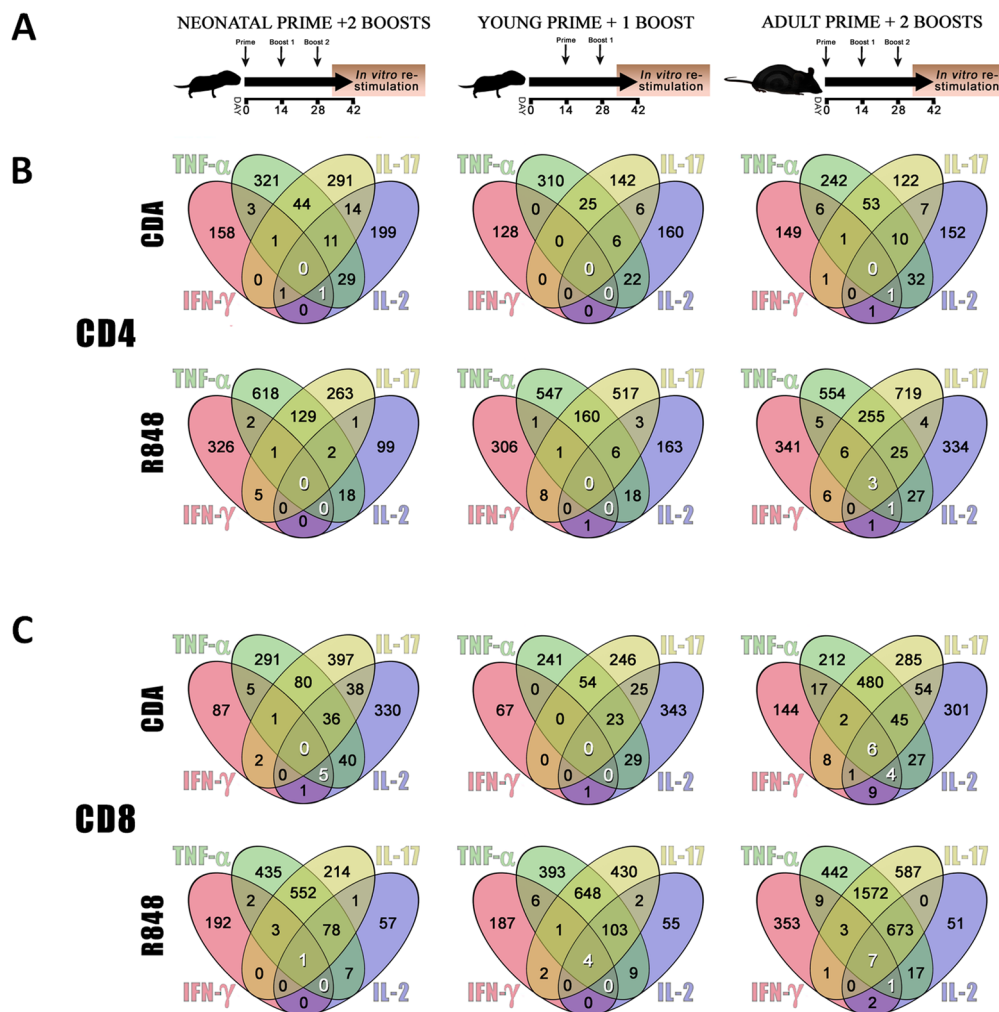 A
NEONATAL PRIME +2 BOOSTS
Prime Boost 1 Boost 2
In vitro re-
stimulation
DAY
0 14 28 42
YOUNG PRIME + 1 BOOST
Prime Boost 1
In vitro re-
stimulation
DAY
0 14 28 42
ADULT PRIME + 2 BOOSTS
Prime Boost 1 Boost 2
In vitro re-
stimulation
DAY
0 14 28 42
B
CD4
CDA
TNF-α IL-17
321 291
3 44 14
158 199
1 11
0
0 29
1 1
IFN-γ IL-2
0
TNF-α IL-17
310 142
0 25 6
128 160
0 6
0
0 22
0 0
IFN-γ IL-2
0
TNF-α IL-17
242 122
6 53 7
149 152
1 10
0
1 32
0 1
IFN-γ IL-2
1
R848
TNF-α IL-17
618 263
2 129 1
326 99
1 2
0
5 18
0 0
IFN-γ IL-2
0
TNF-α IL-17
547 517
1 160 3
306 163
1 6
0
8 18
0 0
IFN-γ IL-2
1
TNF-α IL-17
554 719
5 255 4
341 334
6 25
3
6 27
0 1
IFN-γ IL-2
1
C
CD8
CDA
TNF-α IL-17
291 397
5 80 38
87 330
1 36
0
2 40
0 5
IFN-γ IL-2
1
TNF-α IL-17
241 246
0 54 25
67 343
0 23
0
0 29
0 0
IFN-γ IL-2
1
TNF-α IL-17
212 285
17 480 54
144 301
2 45
6
8 27
1 4
IFN-γ IL-2
9
R848
TNF-α IL-17
435 214
2 552 1
192 57
3 78
1
0 7
0 0
IFN-γ IL-2
0
TNF-α IL-17
393 430
6 648 2
187 55
1 103
4
2 9
0 0
IFN-γ IL-2
0
TNF-α IL-17
442 587
9 1572 0
353 51
3 673
7
1 17
0 1
IFN-γ IL-2
2